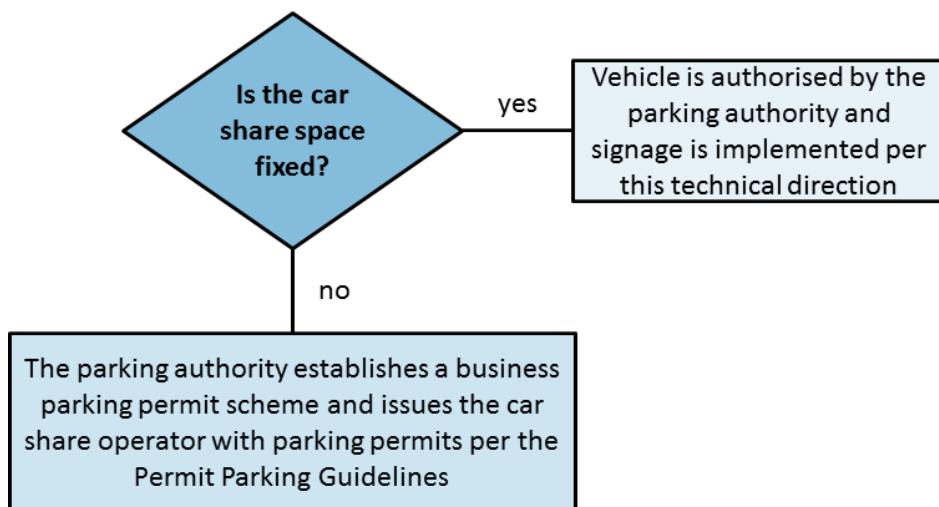 Is the car
share space
fixed?
yes
Vehicle is authorised by the
parking authority and
signage is implemented per
this technical direction
no
The parking authority establishes a business
parking permit scheme and issues the car
share operator with parking permits per the
Permit Parking Guidelines